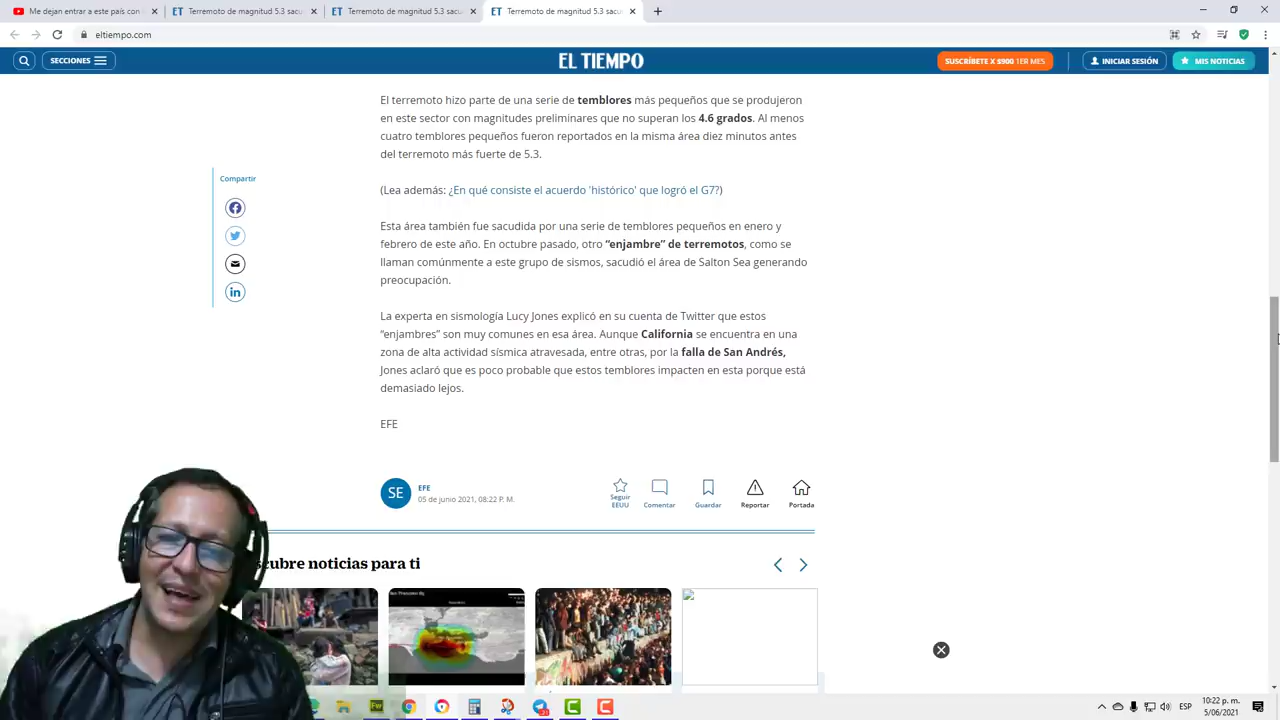 Me dejan entrar a este país con
Terremoto de magnitud 5.3 sacu
Terremoto de magnitud 5.3 sacu
Terremoto de magnitud 5.3 sacu
eltiempo.com
SECCIONES
EL TIEMPO
SUSCRÍBETE X $900 1ER MES
INICIAR SESIÓN
MIS NOTICIAS
El terremoto hizo parte de una serie de temblores más pequeños que se produjeron
en este sector con magnitudes preliminares que no superan los 4.6 grados. Al menos
cuatro temblores pequeños fueron reportados en la misma área diez minutos antes
del terremoto más fuerte de 5.3.
Compartir
(Lea además: ¿En qué consiste el acuerdo 'histórico' que logró el G7?)
Esta área también fue sacudida por una serie de temblores pequeños en enero y
febrero de este año. En octubre pasado, otro “enjambre” de terremotos, como se
llaman comúnmente a este grupo de sismos, sacudió el área de Salton Sea generando
preocupación.
La experta en sismología Lucy Jones explicó en su cuenta de Twitter que estos
“enjambres” son muy comunes en esa área. Aunque California se encuentra en una
zona de alta actividad sísmica atravesada, entre otras, por la falla de San Andrés,
Jones aclaró que es poco probable que estos temblores impacten en esta porque está
demasiado lejos.
EFE
SE
EFE
05 de junio 2021, 08:22 P. M.
Seguir
EEUU
Comentar
Guardar
Reportar
Portada
scubre noticias para ti
ESP
10:22 p. m.
5/06/2021